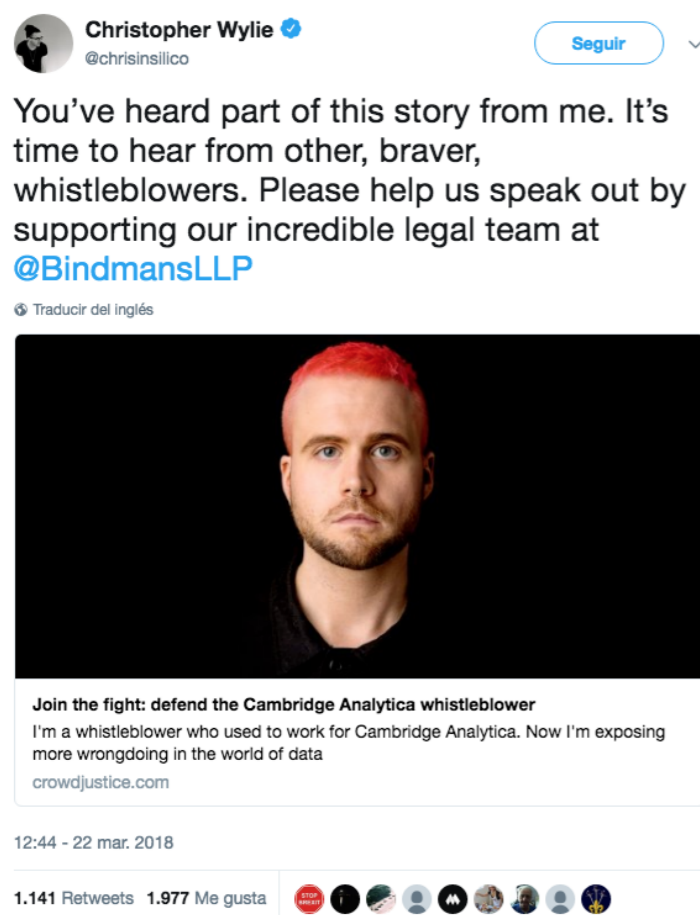 Christopher Wylie
@chrisinsilico
Seguir
You’ve heard part of this story from me. It’s
time to hear from other, braver,
whistleblowers. Please help us speak out by
supporting our incredible legal team at
@BindmansLLP
Traducir del inglés
Join the fight: defend the Cambridge Analytica whistleblower
I'm a whistleblower who used to work for Cambridge Analytica. Now I'm exposing
more wrongdoing in the world of data
crowdjustice.com
12:44 - 22 mar. 2018
1.141 Retweets 1.977 Me gusta
STOP
BREXIT